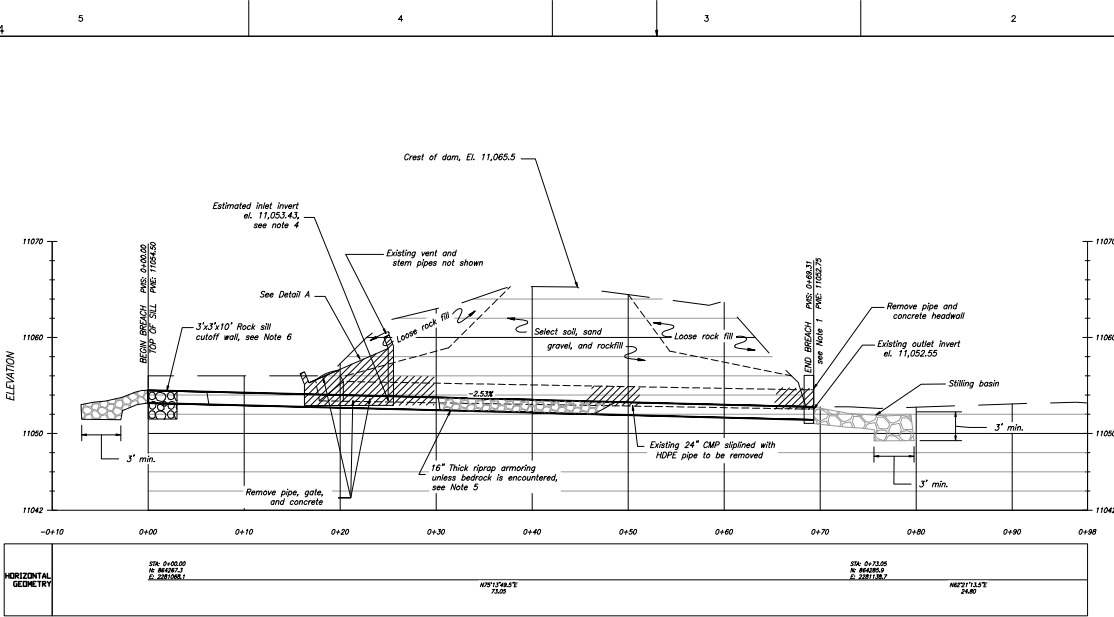 5
4
3
2
4
Crest of dam, El. 11,065.5
Estimated inlet invert
el. 11,053.43,
see note 4
Existing vent and
stem pipes not shown
See Detail A
3'x3'x10' Rock sill
cutoff wall, see Note 6
BEGIN BREACH PVIS: 0+00.00
TOP OF SILL PVIE: 11054.50
Loose rock fill
Select soil, sand
gravel, and rockfill
Loose rock fill
END BREACH PVIS: 0+69.31
see Note 1 PVIE: 11052.75
Remove pipe and
concrete headwall
Existing outlet invert
el. 11,052.55
Stilling basin
-2.53%
3' min.
3' min.
3' min.
Existing 24" CMP sliplined with
HDPE pipe to be removed
16" Thick riprap armoring
unless bedrock is encountered,
see Note 5
Remove pipe, gate,
and concrete
ELEVATION
11070
11060
11050
11042
11070
11060
11050
11042
-0+10
0+00
0+10
0+20
0+30
0+40
0+50
0+60
0+70
0+80
0+90
0+98
HORIZONTAL
GEOMETRY
STA: 0+00.00
N: 864267.3
E: 2281068.1
N75°13'49.5"E
73.05
STA: 0+73.05
N: 864285.9
E: 2281138.7
N62°21'13.5"E
24.80